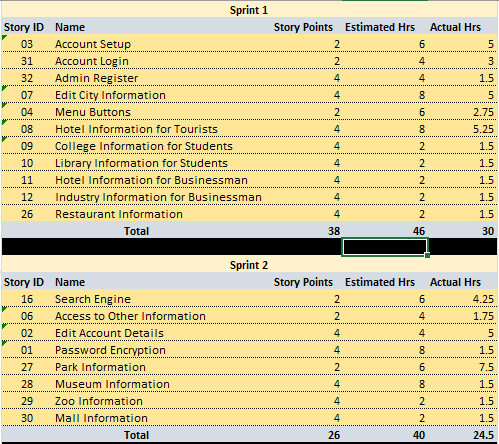 Sprint 1
Story ID Name Story Points Estimated Hrs Actual Hrs
03 Account Setup 2 6 5
31 Account Login 2 4 3
32 Admin Register 4 4 1.5
07 Edit City Information 4 8 5
04 Menu Buttons 2 6 2.75
08 Hotel Information for Tourists 4 8 5.25
09 College Information for Students 4 2 1.5
10 Library Information for Students 4 2 1.5
11 Hotel Information for Businessman 4 2 1.5
12 Industry Information for Businessman 4 2 1.5
26 Restaurant Information 4 2 1.5
Total 38 46 30
Sprint 2
Story ID Name Story Points Estimated Hrs Actual Hrs
16 Search Engine 2 6 4.25
06 Access to Other Information 2 4 1.75
02 Edit Account Details 4 4 5
01 Password Encryption 4 8 1.5
27 Park Information 2 6 7.5
28 Museum Information 4 8 1.5
29 Zoo Information 4 2 1.5
30 Mall Information 4 2 1.5
Total 26 40 24.5